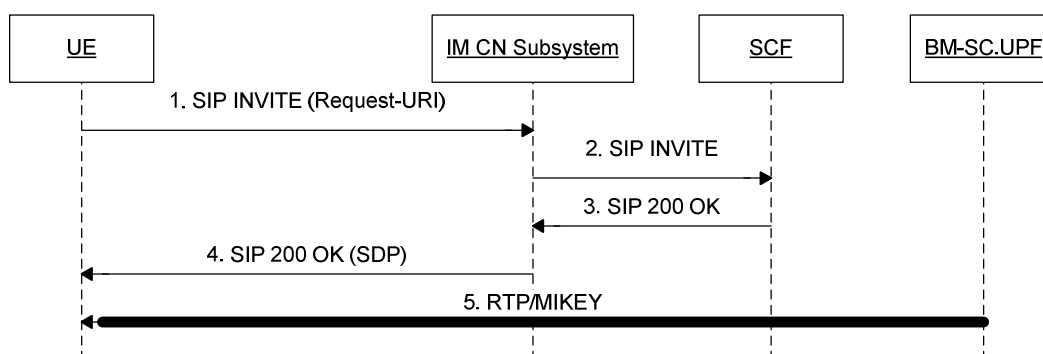 UE
IM CN Subsystem
SCF
BM-SC.UPF
1. SIP INVITE (Request-URI)
2. SIP INVITE
3. SIP 200 OK
4. SIP 200 OK (SDP)
5. RTP/MIKEY